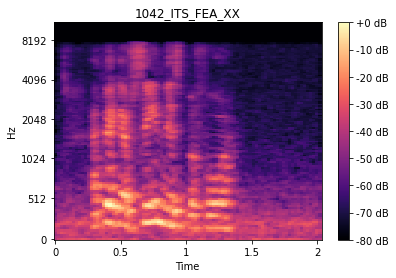 1042_ITS_FEA_XX
+0 dB
8192
-10 dB
4096
-20 dB
-30 dB
2048
Hz
-40 dB
1024
-50 dB
512
-60 dB
-70 dB
0
-80 dB
0
0.5
1
1.5
2
Time